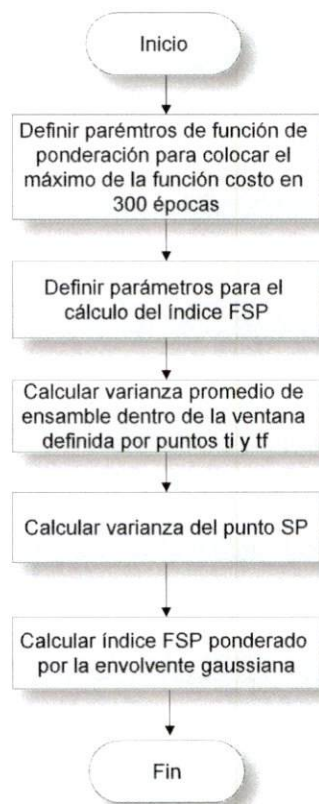 Inicio
Definir parémtros de función de
ponderación para colocar el
máximo de la función costo en
300 épocas
Definir parámetros para el
cálculo del índice FSP
Calcular varianza promedio de
ensamble dentro de la ventana
definida por puntos ti y tf
Calcular varianza del punto SP
Calcular índice FSP ponderado
por la envolvente gaussiana
Fin